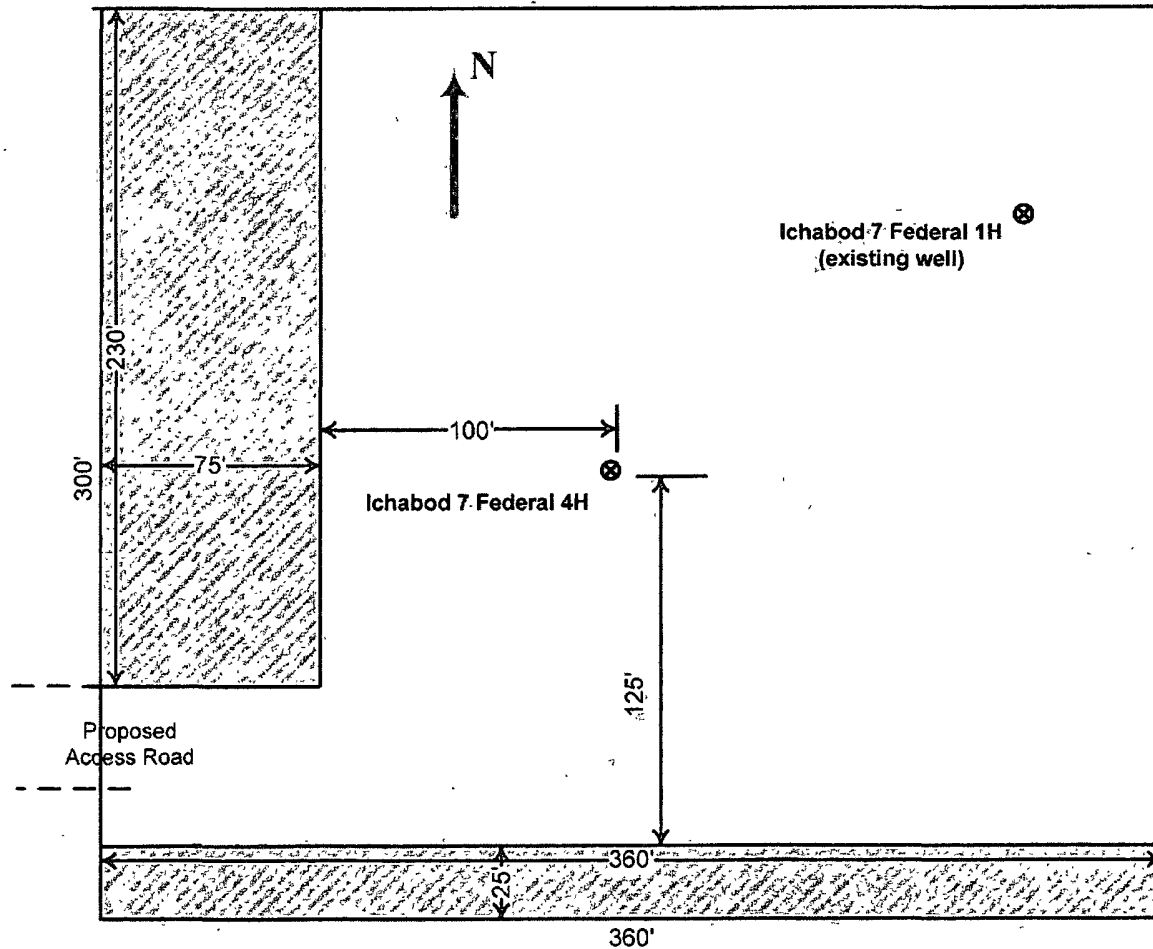 N
Ichabod 7 Federal 1H
(existing well)
230'
100'
75'
300'
Ichabod 7 Federal 4H
125'
Proposed
Access Road
360'
25'
360'